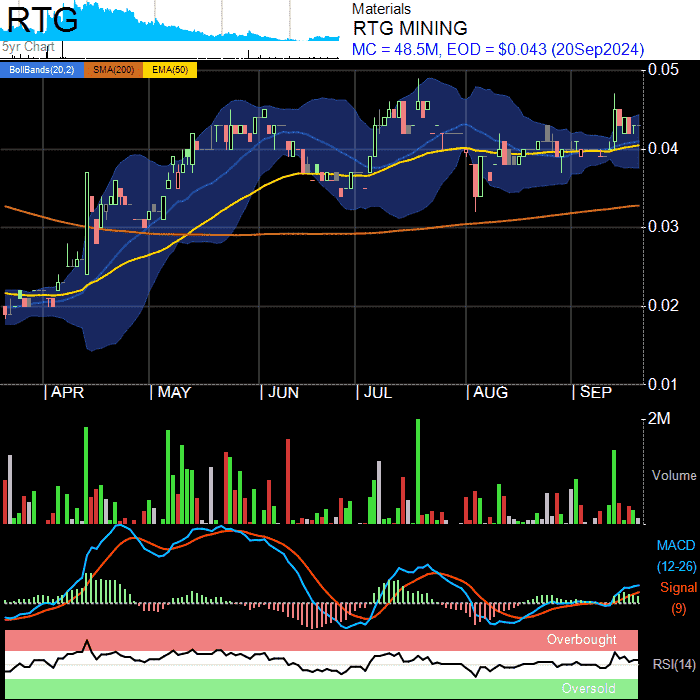 RTG
5yr Chart
Materials
RTG MINING
MC = 48.5M, EOD = $0.043 (20Sep2024)
BollBands(20,2) SMA(200) EMA(50)
0.05
0.04
0.03
0.02
0.01
APR MAY JUN JUL AUG SEP
2M
Volume
MACD
(12-26)
Signal
(9)
Overbought
RSI(14)
Oversold